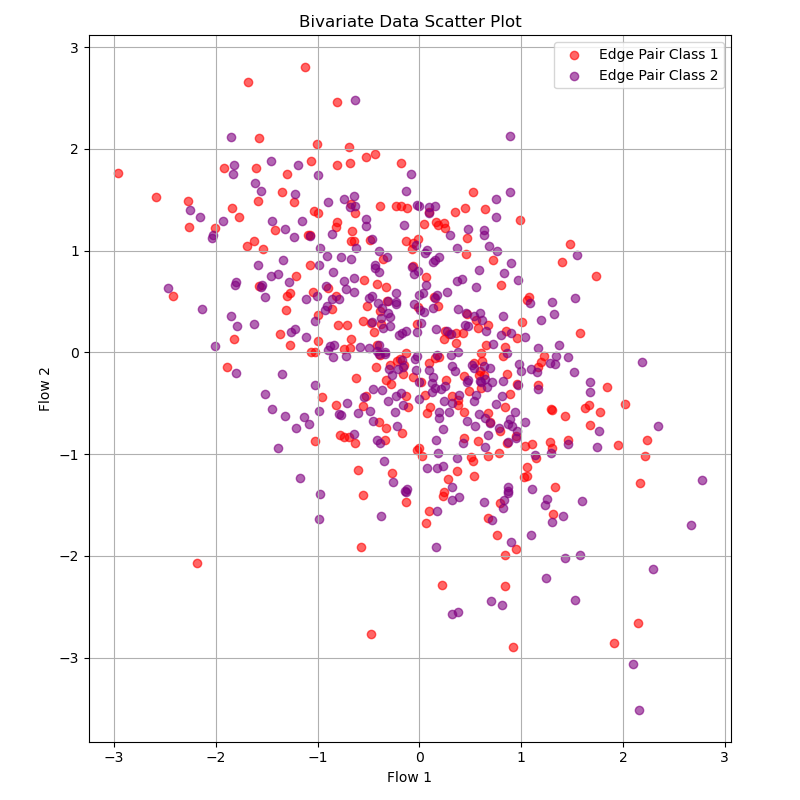 Bivariate Data Scatter Plot
Edge Pair Class 1
Edge Pair Class 2
3
2
1
0
−1
−2
−3
Flow 2
−3 −2 −1 0 1 2 3
Flow 1